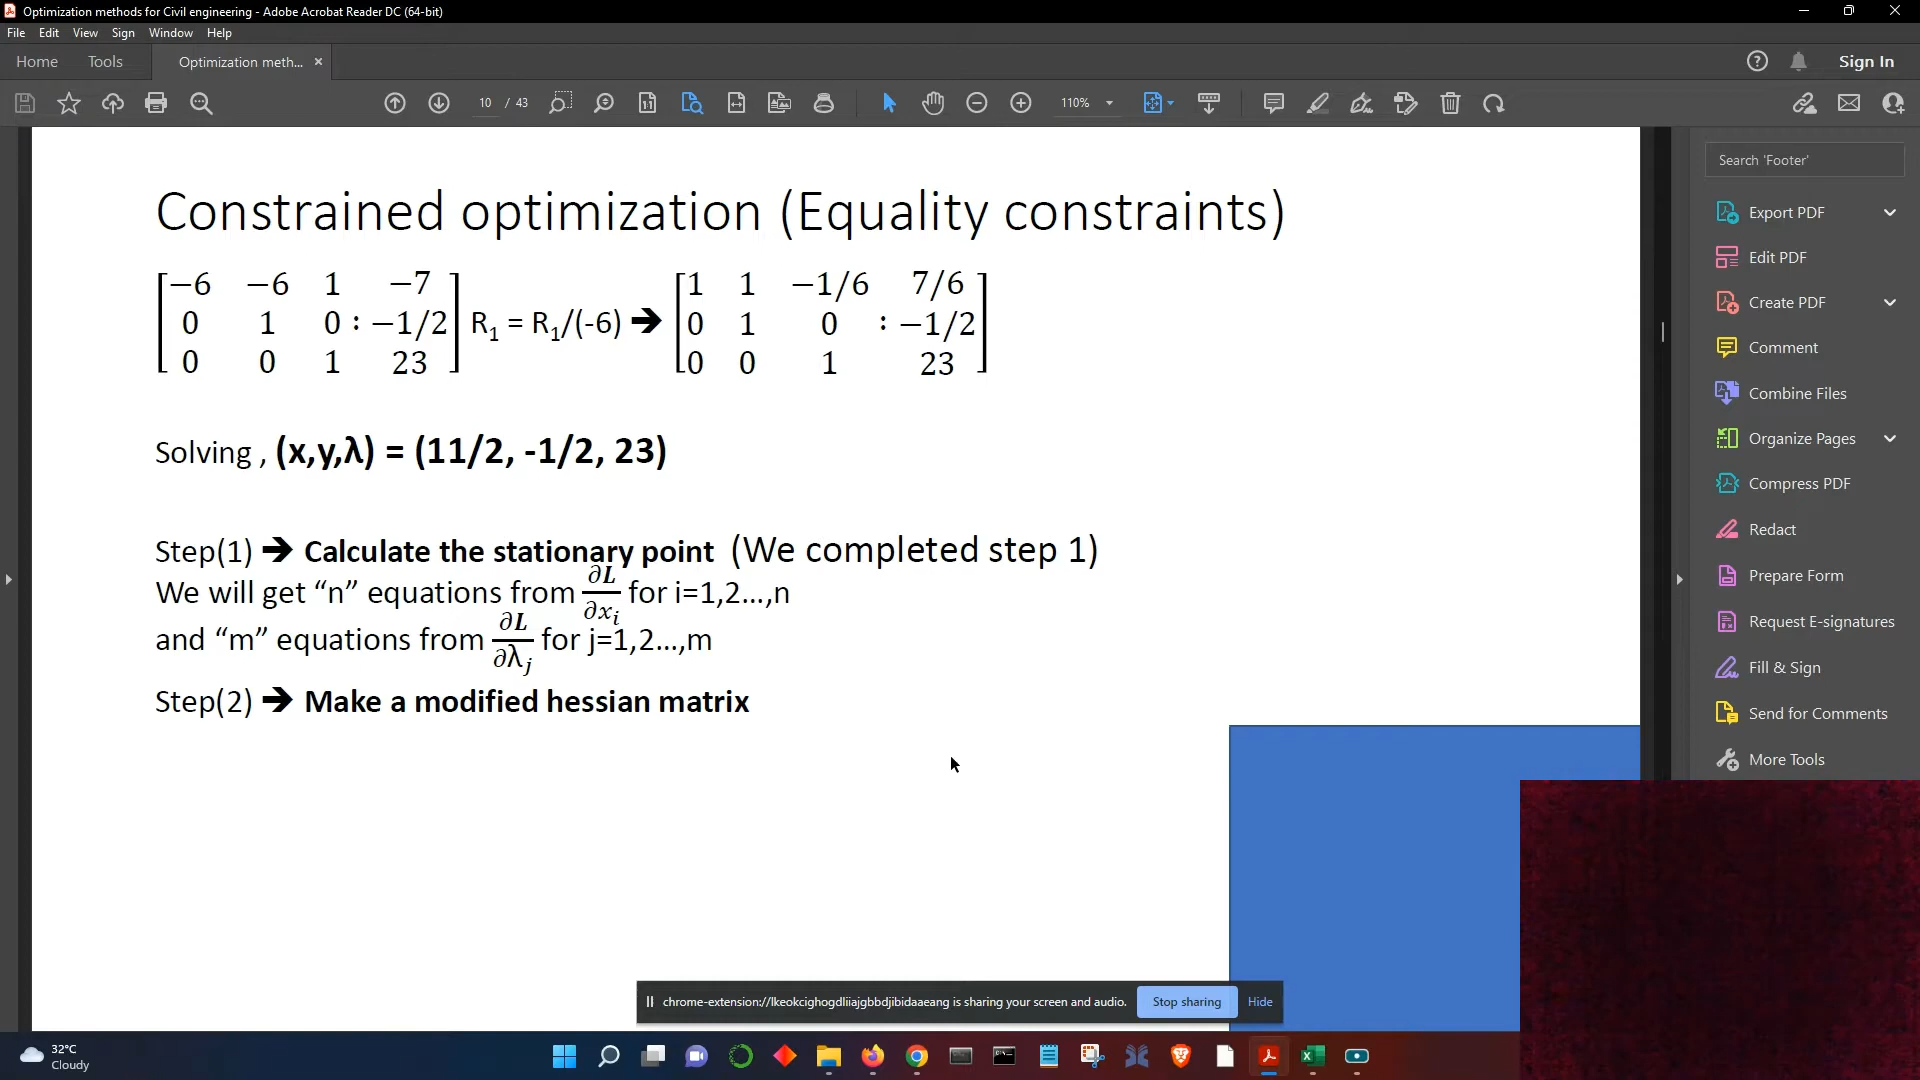 Optimization methods for Civil engineering - Adobe Acrobat Reader DC (64-bit)
File Edit View Sign Window Help
Home Tools Optimization meth... × Sign In
10 / 43 110%
Search 'Footer'
Constrained optimization (Equality constraints)
−6 −6 1 −7
0 1 0 : −1/2
0 0 1 23
R₁ = R₁/(-6) ➔
1 1 −1/6 7/6
0 1 0 : −1/2
0 0 1 23
Solving , (x,y,λ) = (11/2, -1/2, 23)
Step(1) ➔ Calculate the stationary point (We completed step 1)
We will get “n” equations from ∂L/∂xᵢ for i=1,2...,n
and “m” equations from ∂L/∂λⱼ for j=1,2...,m
Step(2) ➔ Make a modified hessian matrix
Export PDF
Edit PDF
Create PDF
Comment
Combine Files
Organize Pages
Compress PDF
Redact
Prepare Form
Request E-signatures
Fill & Sign
Send for Comments
More Tools
chrome-extension://lkeokcighogdliiajgbbdjibidaaeang is sharing your screen and audio. Stop sharing Hide
32°C
Cloudy